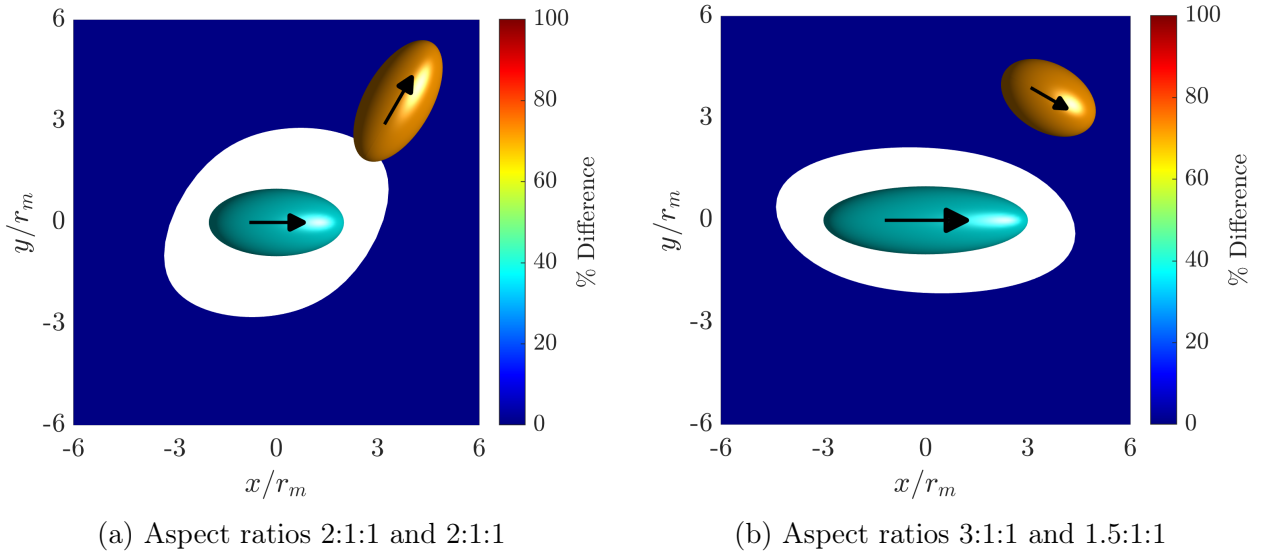 6
3
0
-3
-6
y/r_m
-6 -3 0 3 6
x/r_m
100
80
60
40
20
0
% Difference
(a) Aspect ratios 2:1:1 and 2:1:1
6
3
0
-3
-6
y/r_m
-6 -3 0 3 6
x/r_m
100
80
60
40
20
0
% Difference
(b) Aspect ratios 3:1:1 and 1.5:1:1